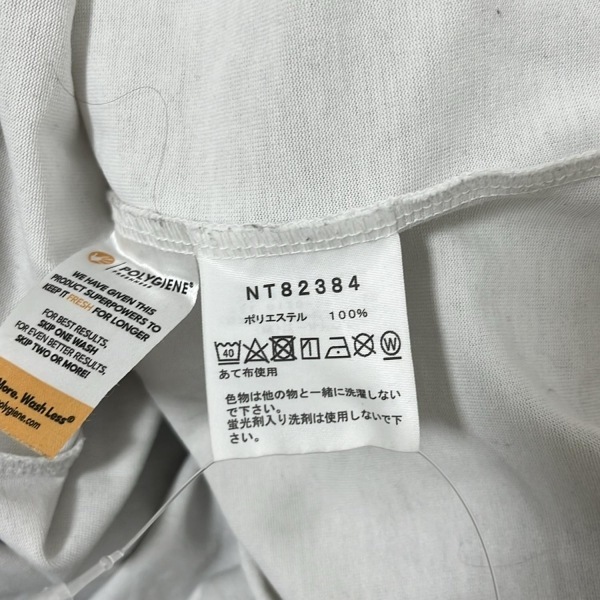 POLYGIENE®
WE HAVE GIVEN THIS
PRODUCT SUPERPOWERS TO
KEEP IT FRESH FOR LONGER
FOR BEST RESULTS,
SKIP ONE WASH
FOR EVEN BETTER RESULTS,
SKIP TWO OR MORE!
More. Wash Less®
olygiene.com
NT82384
ポリエステル 100%
40 W
あて布使用
色物は他の物と一緒に洗濯しない
で下さい。
蛍光剤入り洗剤は使用しないで下
さい。